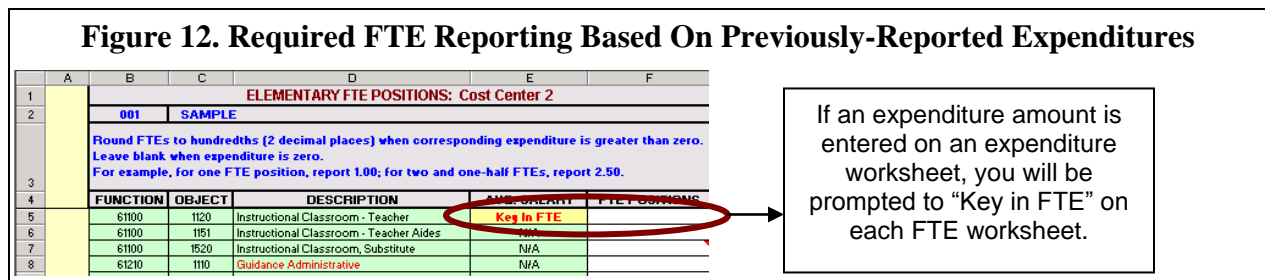 Figure 12. Required FTE Reporting Based On Previously-Reported Expenditures
A B C D E F
1 ELEMENTARY FTE POSITIONS: Cost Center 2
2 001 SAMPLE
Round FTEs to hundredths (2 decimal places) when corresponding expenditure is greater than zero.
Leave blank when expenditure is zero.
3 For example, for one FTE position, report 1.00; for two and one-half FTEs, report 2.50.
4 FUNCTION OBJECT DESCRIPTION AVG. SALARY FTE POSITIONS
5 61100 1120 Instructional Classroom - Teacher Key In FTE
6 61100 1151 Instructional Classroom - Teacher Aides N/A
7 61100 1520 Instructional Classroom, Substitute N/A
8 61210 1110 Guidance Administrative N/A
If an expenditure amount is
entered on an expenditure
worksheet, you will be
prompted to “Key in FTE” on
each FTE worksheet.